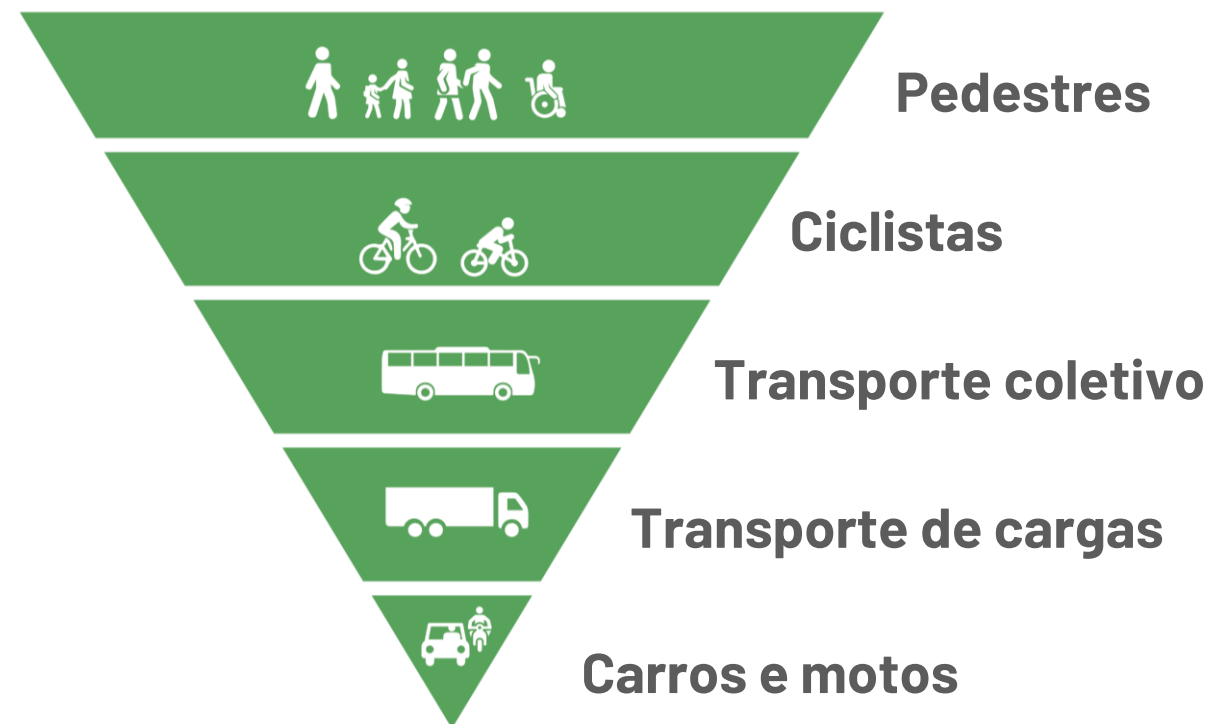 Pedestres
Ciclistas
Transporte coletivo
Transporte de cargas
Carros e motos